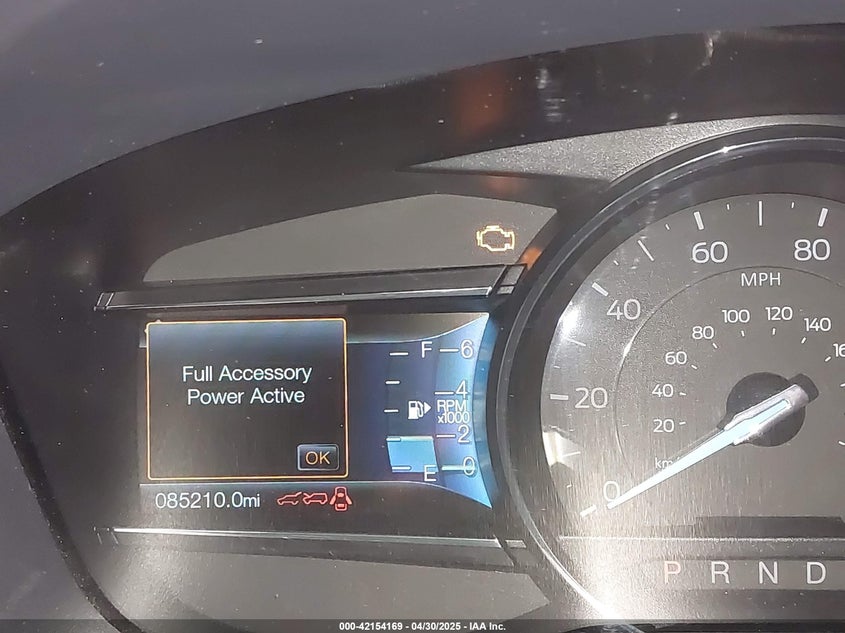 Full Accessory
Power Active
OK
085210.0mi
F
E
6
4
RPM
x1000
2
0
0
20
40
60
80
MPH
20
40
60
80
100
120
140
P R N D
000-42154169 - 04/30/2025 - IAA Inc.